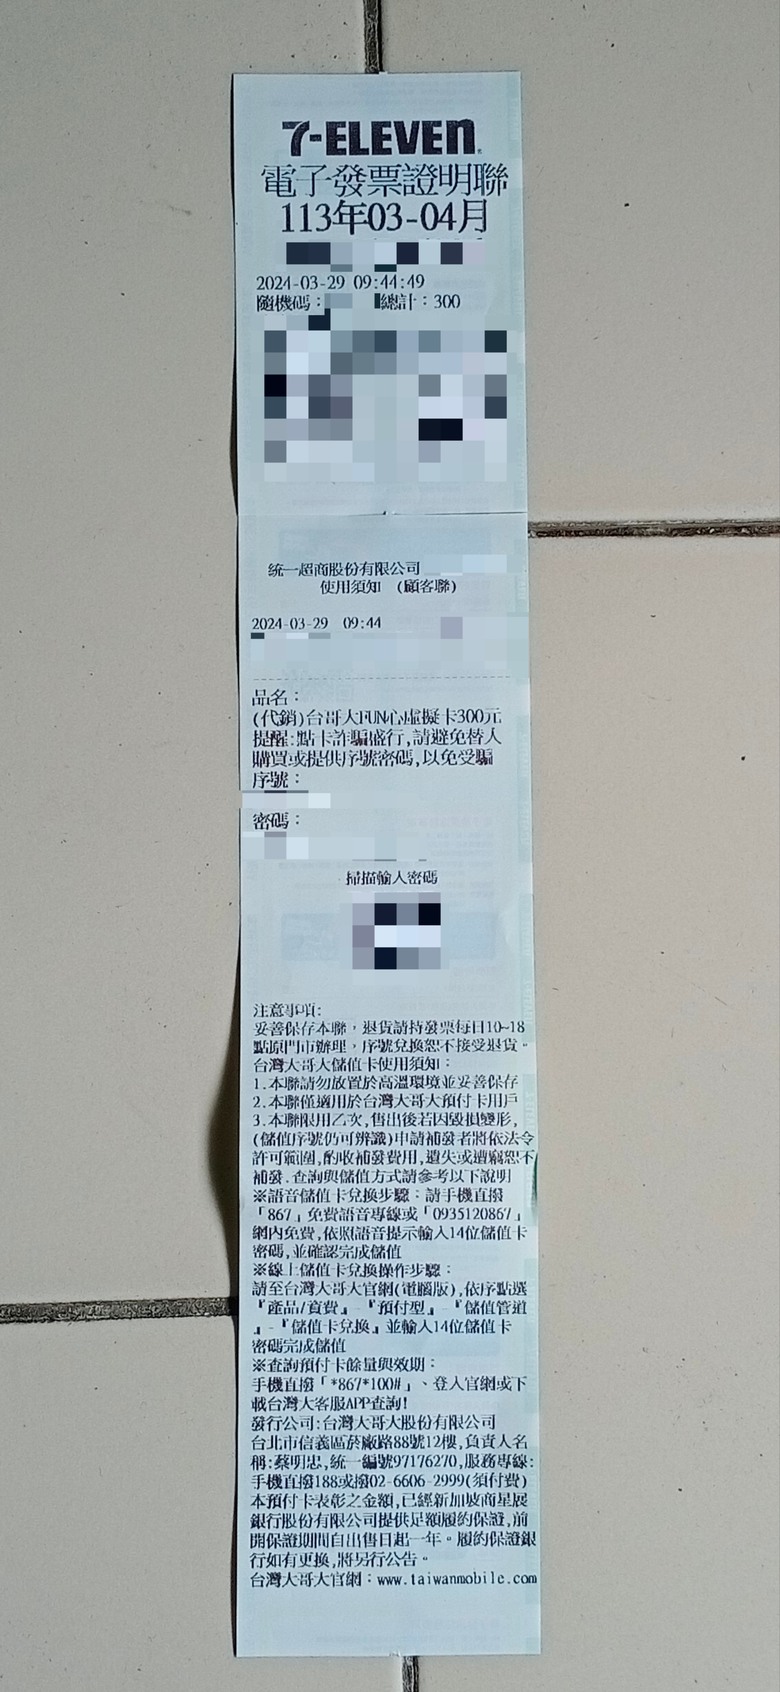 7-ELEVEN
電子發票證明聯
113年03-04月
2024-03-29 09:44:49
隨機碼: 總計:300
統一超商股份有限公司
使用須知 (顧客聯)
2024-03-29 09:44
品名:
(代銷)台哥大FUN心虛擬卡300元
提醒:點卡詐騙盛行,請避免替人
購買或提供序號密碼,以免受騙
序號:
密碼:
掃描輸入密碼
注意事項:
妥善保存本聯,退貨請持發票每日10~18
點原門市辦理,序號兌換恕不接受退貨。
台灣大哥大儲值卡使用須知:
1.本聯請勿放置於高溫環境並妥善保存
2.本聯僅適用於台灣大哥大預付卡用戶
3.本聯限用乙次,售出後若因毀損變形,
(儲值序號仍可辨識)申請補發者將依法令
許可範圍,酌收補發費用,遺失或遭竊恕不
補發.查詢與儲值方式請參考以下說明
※語音儲值卡兌換步驟:請手機直撥
「867」免費語音專線或「0935120867」
網內免費,依照語音提示輸入14位儲值卡
密碼,並確認完成儲值
※線上儲值卡兌換操作步驟:
請至台灣大哥大官網(電腦版),依序點選
『產品/資費』-『預付型』-『儲值管道
』-『儲值卡兌換』並輸入14位儲值卡
密碼完成儲值
※查詢預付卡餘量與效期:
手機直撥「*867*100#」、登入官網或下
載台灣大客服APP查詢!
發行公司:台灣大哥大股份有限公司
台北市信義區菸廠路88號12樓,負責人名
稱:蔡明忠,統一編號97176270,服務專線:
手機直撥188或撥02-6606-2999(須付費)
本預付卡表彰之金額,已經新加坡商星展
銀行股份有限公司提供足額履約保證,前
開保證期間自出售日起一年。履約保證銀
行如有更換,將另行公告。
台灣大哥大官網:www.taiwanmobile.com